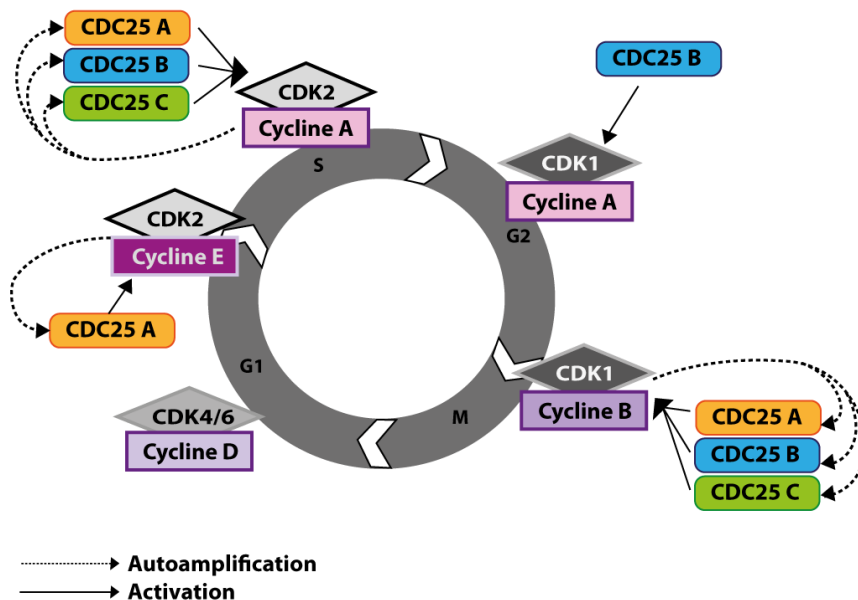 CDC25 A
CDC25 B
CDC25 C
CDK2
Cycline A
S
CDC25 B
CDK1
Cycline A
G2
CDK2
Cycline E
CDC25 A
G1
CDK4/6
Cycline D
M
CDK1
Cycline B
CDC25 A
CDC25 B
CDC25 C
Autoamplification
Activation